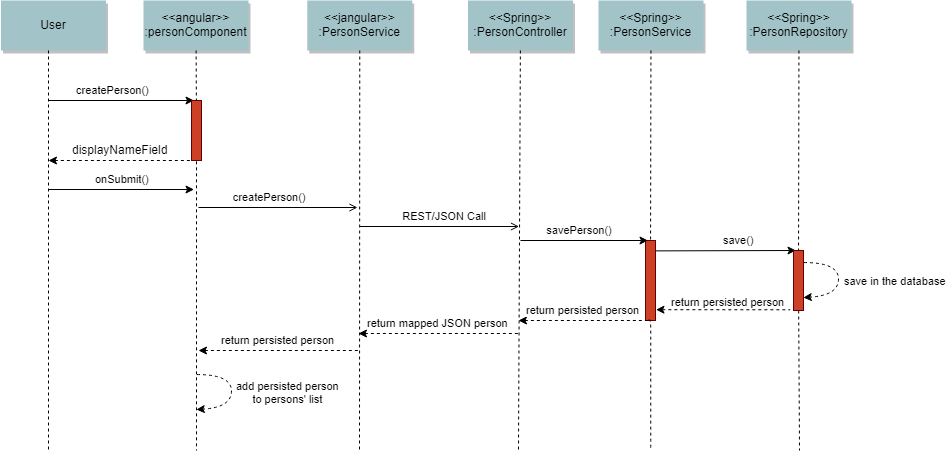 User
<<angular>>
:personComponent
<<jangular>>
:PersonService
<<Spring>>
:PersonController
<<Spring>>
:PersonService
<<Spring>>
:PersonRepository
createPerson()
displayNameField
onSubmit()
createPerson()
REST/JSON Call
savePerson()
save()
save in the database
return persisted person
return persisted person
return mapped JSON person
return persisted person
add persisted person
to persons' list